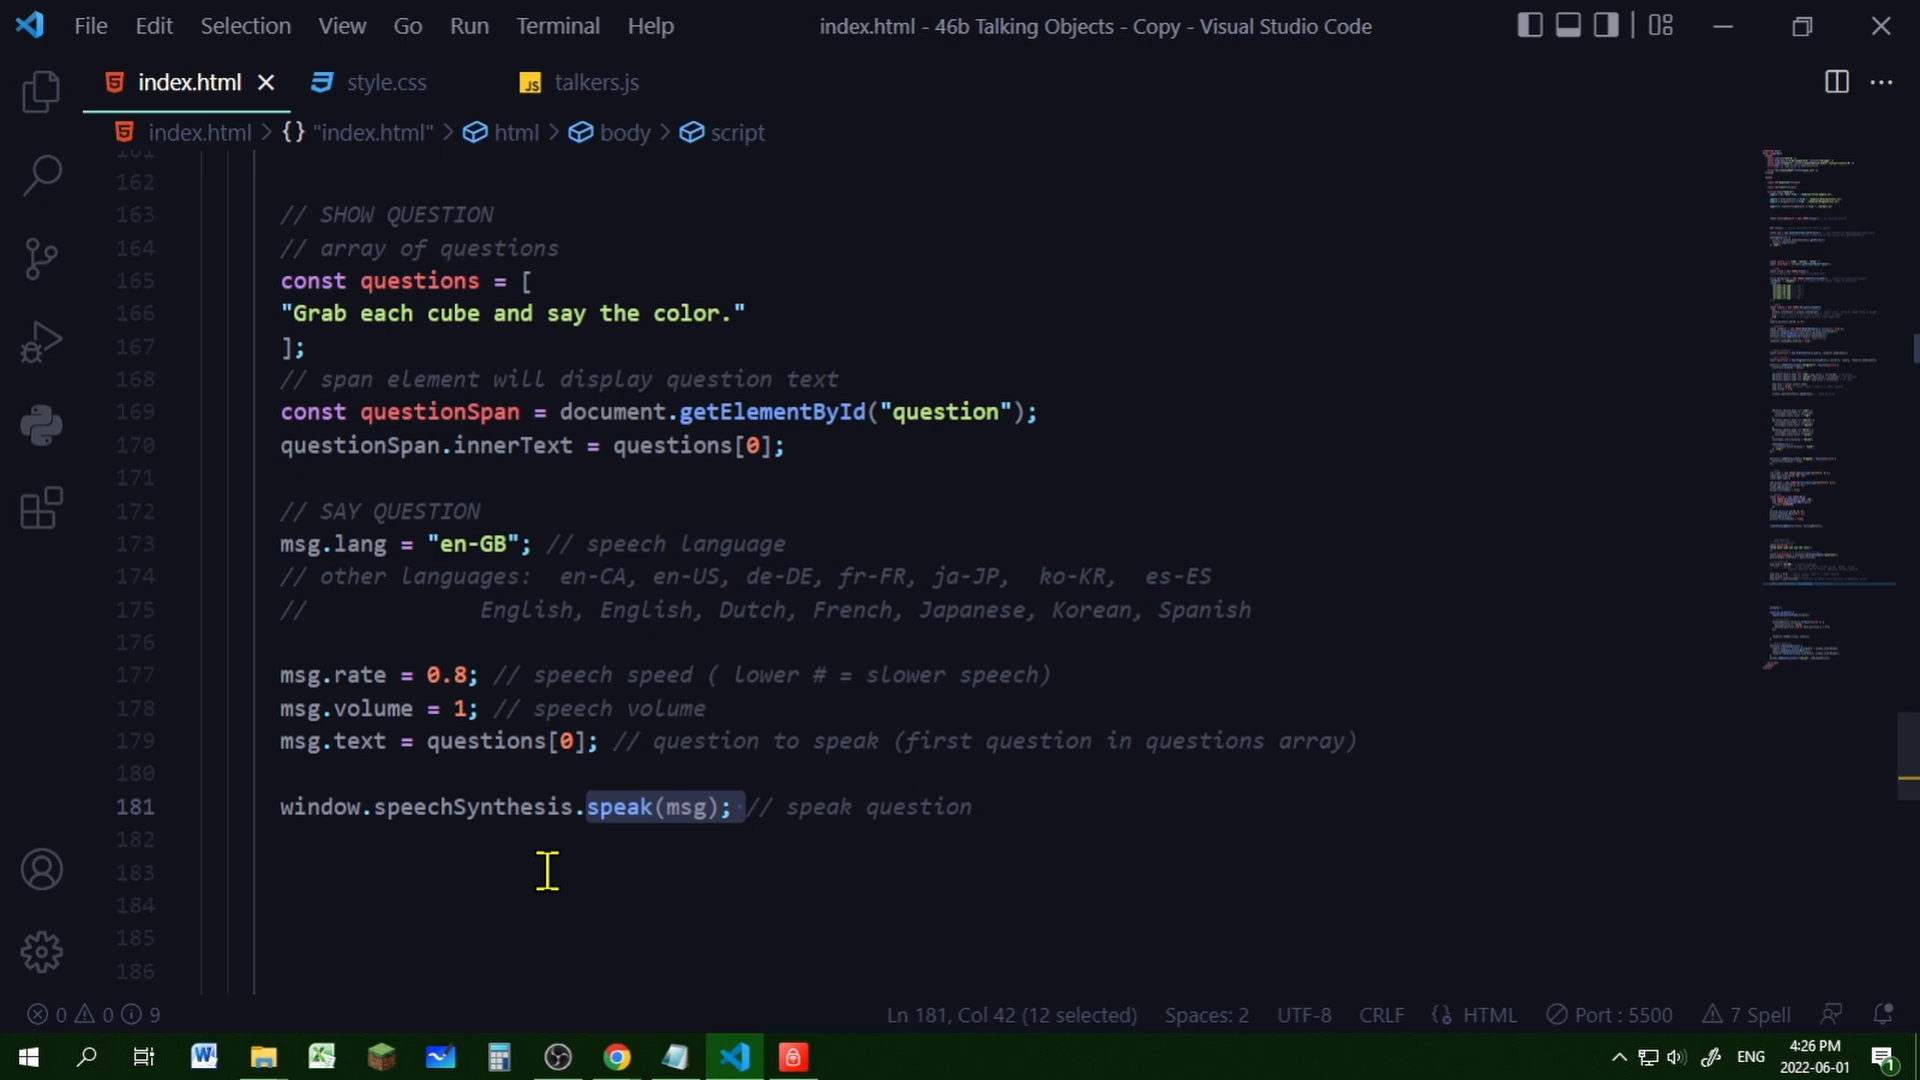 File Edit Selection View Go Run Terminal Help index.html - 46b Talking Objects - Copy - Visual Studio Code
index.html style.css JS talkers.js
index.html > {} "index.html" > html > body > script
161
162
163 // SHOW QUESTION
164 // array of questions
165 const questions = [
166 "Grab each cube and say the color."
167 ];
168 // span element will display question text
169 const questionSpan = document.getElementById("question");
170 questionSpan.innerText = questions[0];
171
172 // SAY QUESTION
173 msg.lang = "en-GB"; // speech language
174 // other languages: en-CA, en-US, de-DE, fr-FR, ja-JP, ko-KR, es-ES
175 // English, English, Dutch, French, Japanese, Korean, Spanish
176
177 msg.rate = 0.8; // speech speed ( lower # = slower speech)
178 msg.volume = 1; // speech volume
179 msg.text = questions[0]; // question to speak (first question in questions array)
180
181 window.speechSynthesis.speak(msg); // speak question
182
183
184
185
186
0 0 9 Ln 181, Col 42 (12 selected) Spaces: 2 UTF-8 CRLF {} HTML Port : 5500 7 Spell
ENG 4:26 PM
2022-06-01 1